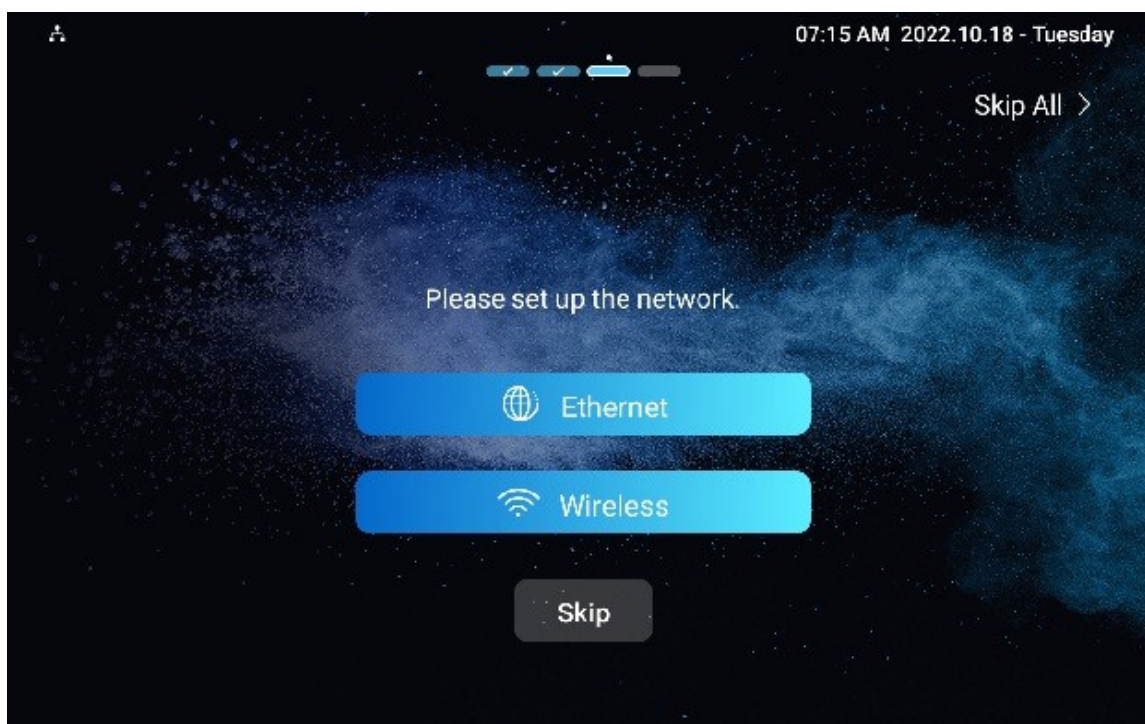 07:15 AM 2022.10.18 - Tuesday
Skip All >
Please set up the network.
Ethernet
Wireless
Skip